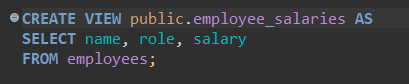 CREATE VIEW public.employee_salaries AS
SELECT name, role, salary
FROM employees;